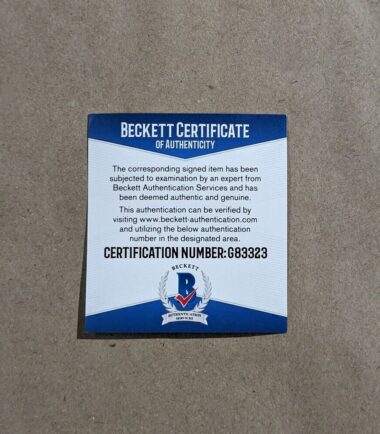 BECKETT CERTIFICATE
OF AUTHENTICITY
The corresponding signed item has been
subjected to examination by an expert from
Beckett Authentication Services and has
been deemed authentic and genuine.
This authentication can be verified by
visiting www.beckett-authentication.com
and utilizing the below authentication
number in the designated area.
CERTIFICATION NUMBER: G83323
BECKETT
B
AUTHENTICATION
SERVICES